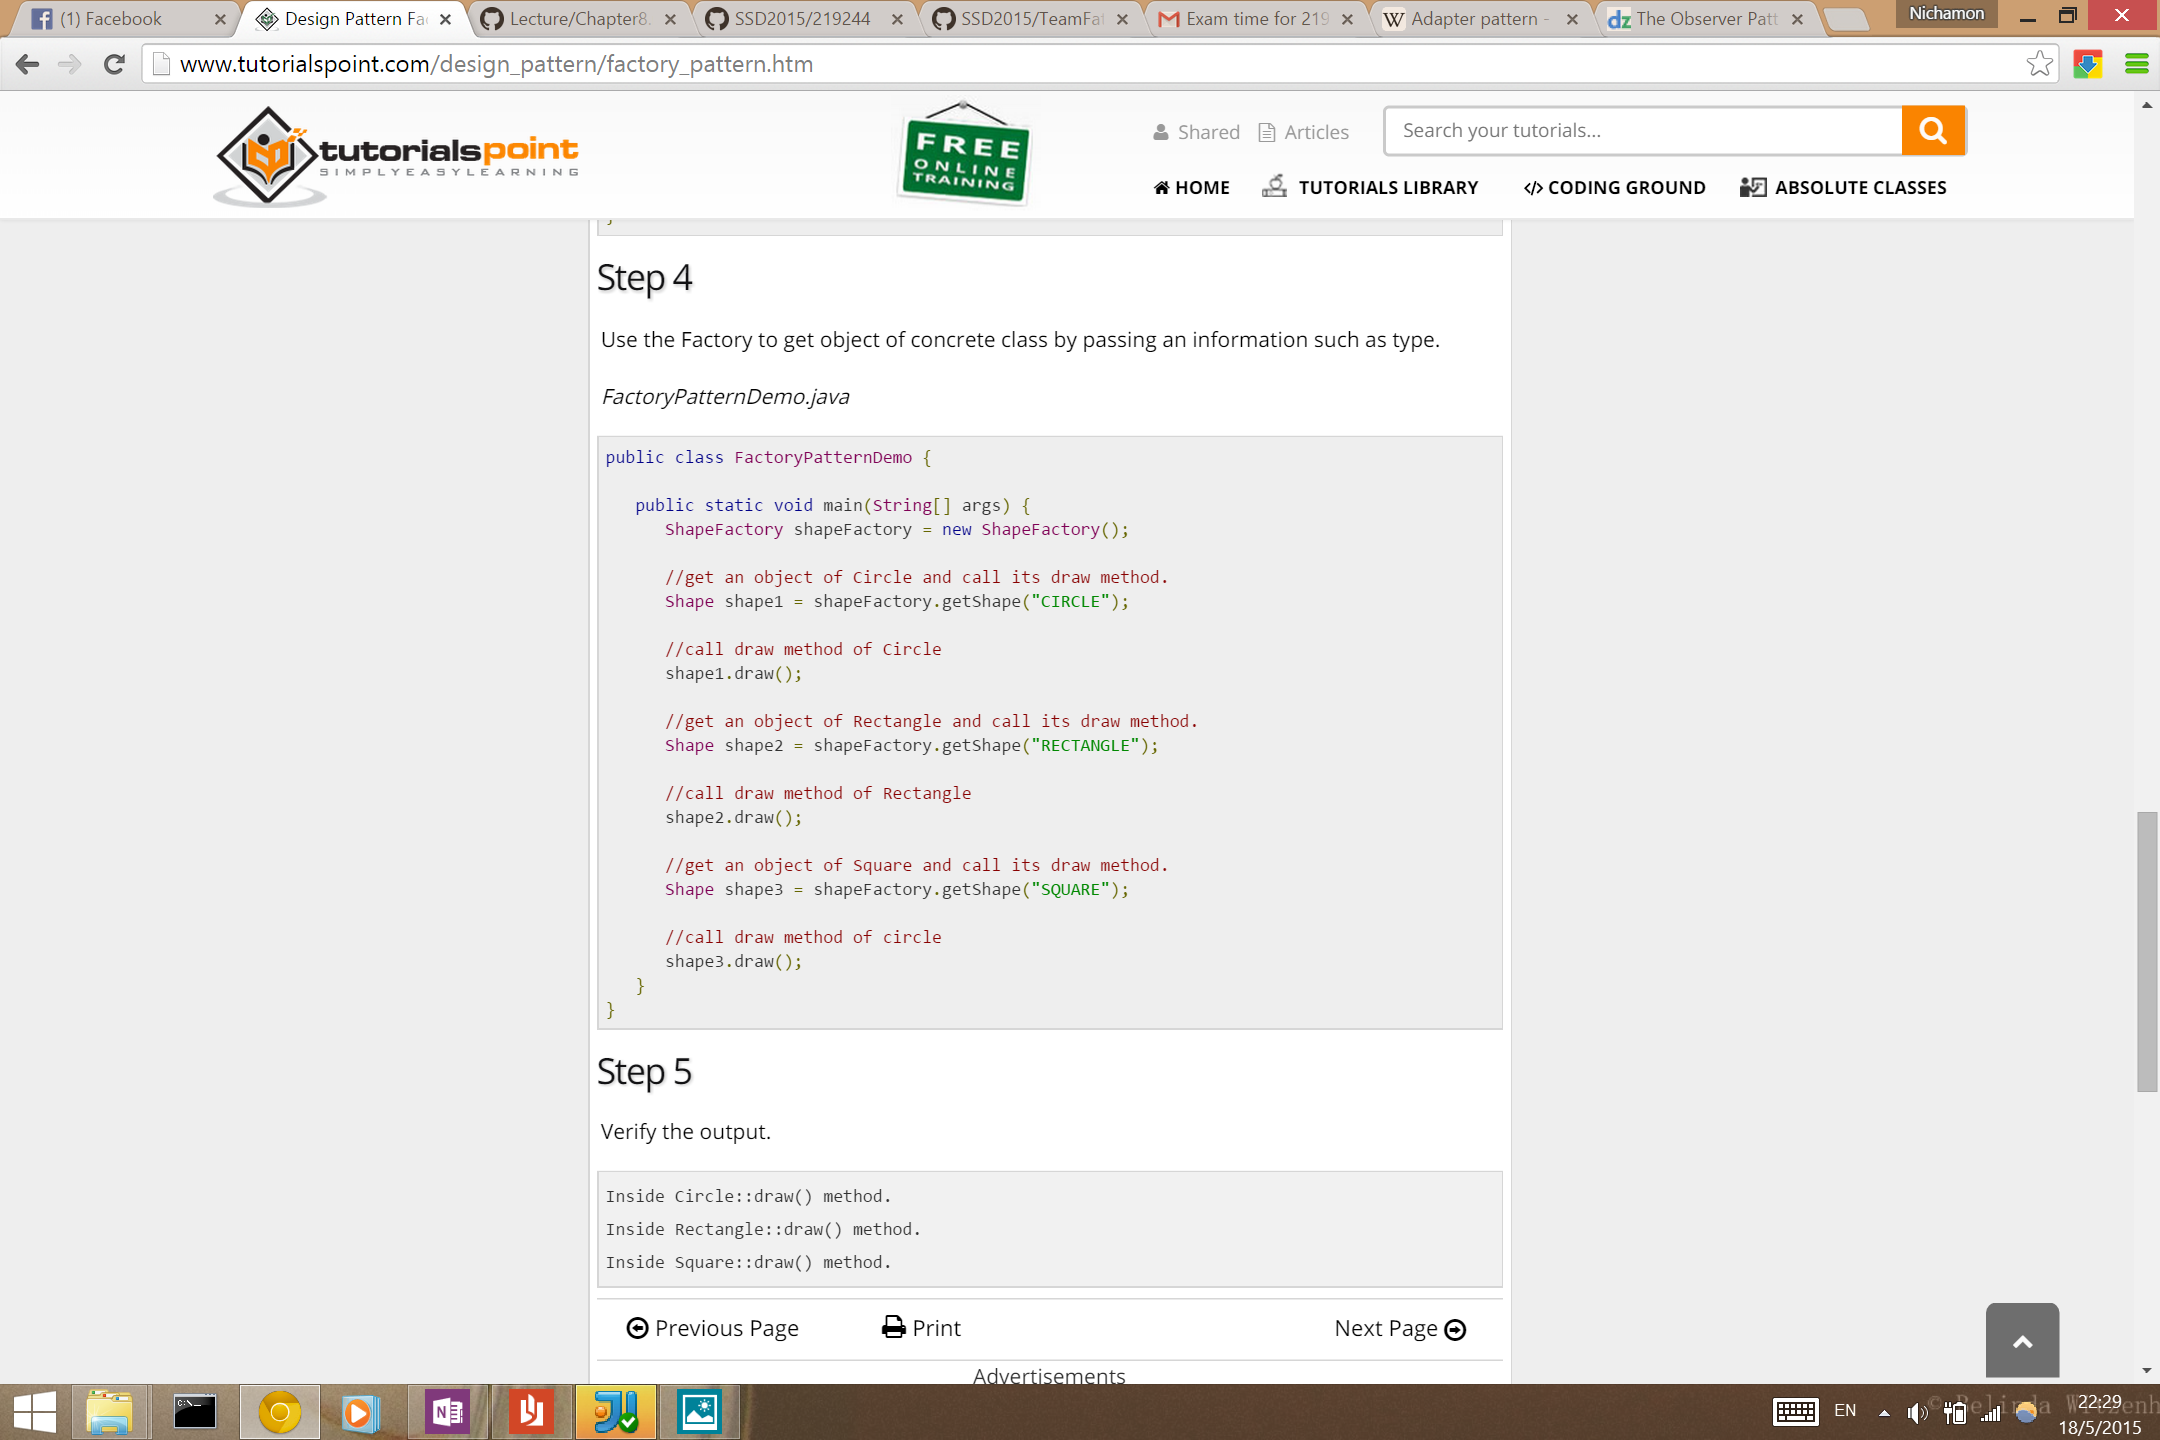 (1) Facebook
Design Pattern Fa
Lecture/Chapter8.
SSD2015/219244
SSD2015/TeamFat
Exam time for 219
Adapter pattern -
The Observer Patt
Nichamon
www.tutorialspoint.com/design_pattern/factory_pattern.htm
tutorialspoint
SIMPLYEASYLEARNING
FREE
ONLINE
TRAINING
Shared
Articles
Search your tutorials...
HOME
TUTORIALS LIBRARY
</> CODING GROUND
ABSOLUTE CLASSES
}
Step 4
Use the Factory to get object of concrete class by passing an information such as type.
FactoryPatternDemo.java
public class FactoryPatternDemo {
public static void main(String[] args) {
ShapeFactory shapeFactory = new ShapeFactory();
//get an object of Circle and call its draw method.
Shape shape1 = shapeFactory.getShape("CIRCLE");
//call draw method of Circle
shape1.draw();
//get an object of Rectangle and call its draw method.
Shape shape2 = shapeFactory.getShape("RECTANGLE");
//call draw method of Rectangle
shape2.draw();
//get an object of Square and call its draw method.
Shape shape3 = shapeFactory.getShape("SQUARE");
//call draw method of circle
shape3.draw();
}
}
Step 5
Verify the output.
Inside Circle::draw() method.
Inside Rectangle::draw() method.
Inside Square::draw() method.
Previous Page
Print
Next Page
Advertisements
C:\_
EN
22:29
18/5/2015